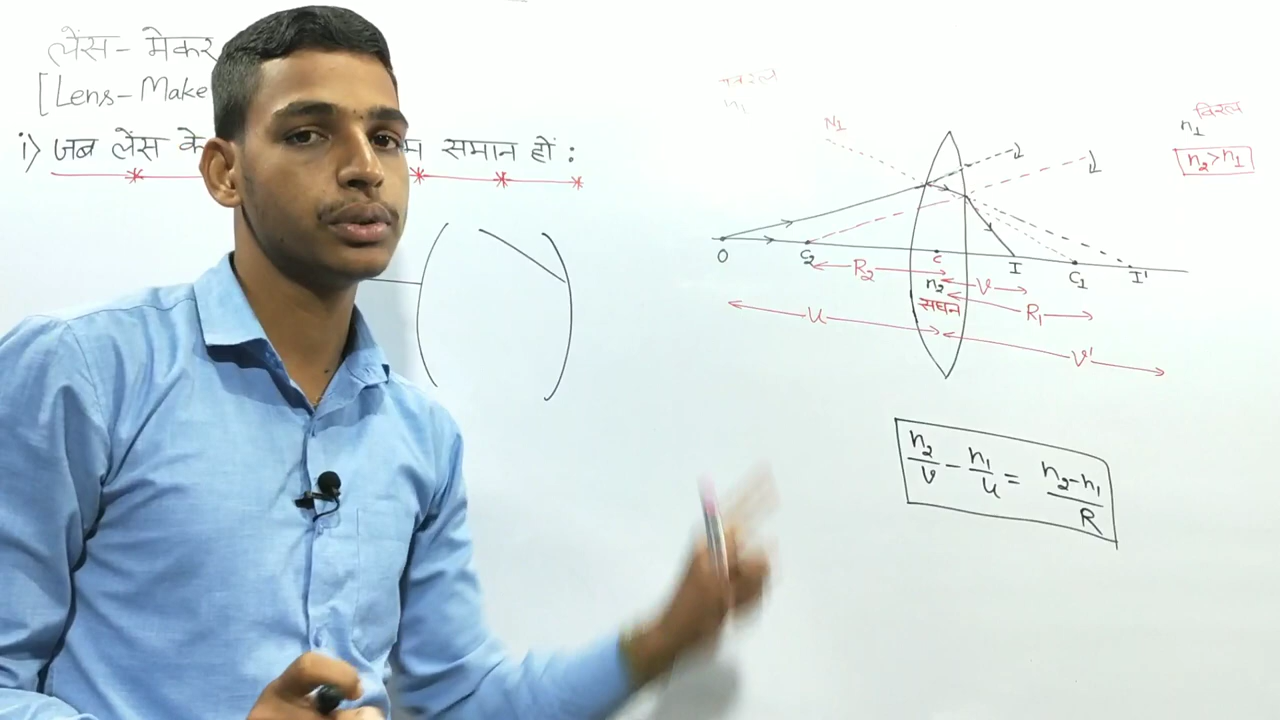 लेंस - मेकर
[Lens - Make
i) जब लेंस के म समान हों :
n₁
N₁
विरल
n₁
n₂>n₁
O
C₂
C
I
C₁
I'
R₂
n₂
V
सघन
R₁
u
V'
n₂/v - n₁/u = n₂-n₁/R